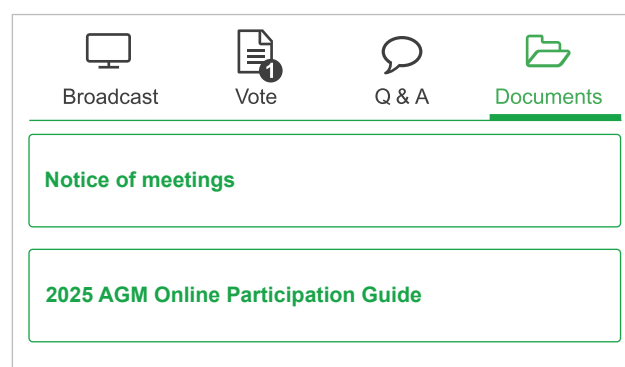 1
Broadcast Vote Q & A Documents
Notice of meetings
2025 AGM Online Participation Guide